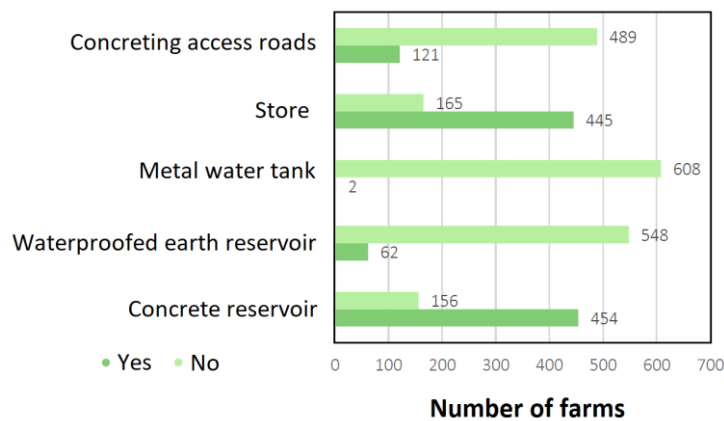 Concreting access roads
489
121
Store
165
445
Metal water tank
608
2
Waterproofed earth reservoir
548
62
Concrete reservoir
156
454
Yes No
0 100 200 300 400 500 600 700
Number of farms